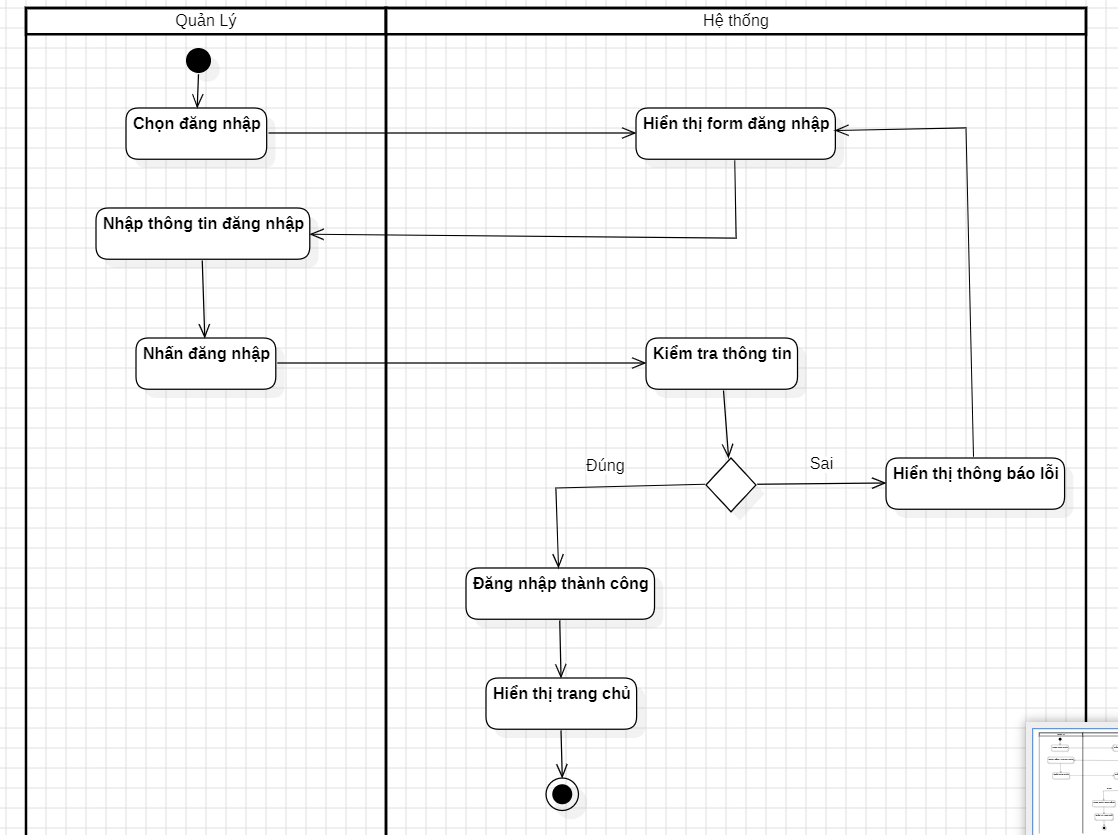 Quản Lý
Hệ thống
Chọn đăng nhập
Hiển thị form đăng nhập
Nhập thông tin đăng nhập
Nhấn đăng nhập
Kiểm tra thông tin
Đúng
Sai
Hiển thị thông báo lỗi
Đăng nhập thành công
Hiển thị trang chủ